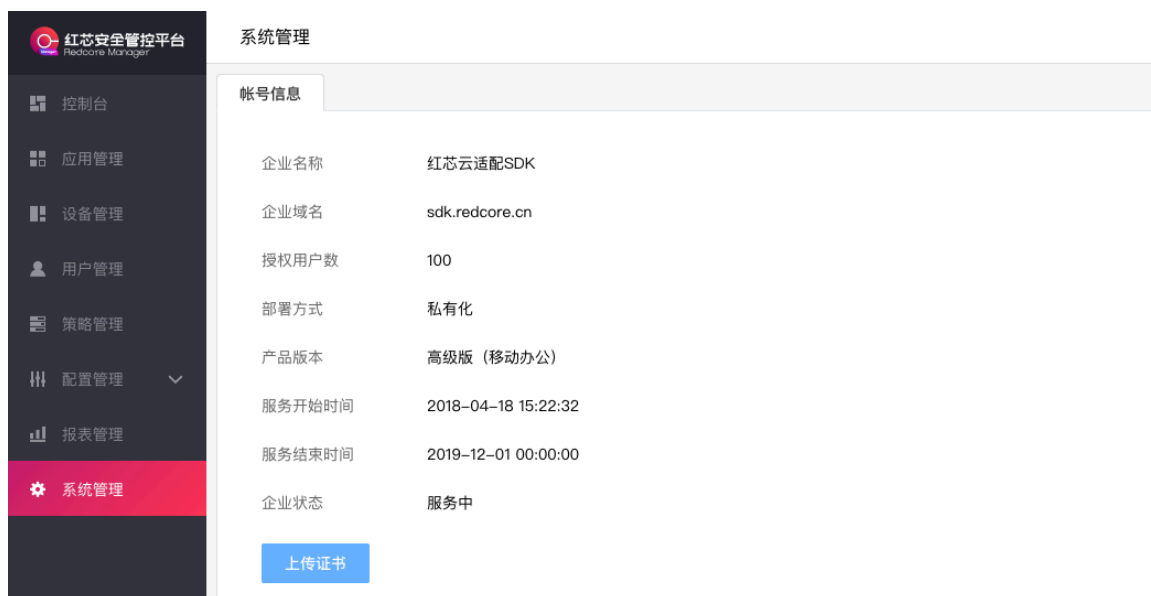 红芯安全管控平台
Redcore Manager
控制台
应用管理
设备管理
用户管理
策略管理
配置管理
报表管理
系统管理
系统管理
帐号信息
企业名称 红芯云适配SDK
企业域名 sdk.redcore.cn
授权用户数 100
部署方式 私有化
产品版本 高级版（移动办公）
服务开始时间 2018-04-18 15:22:32
服务结束时间 2019-12-01 00:00:00
企业状态 服务中
上传证书